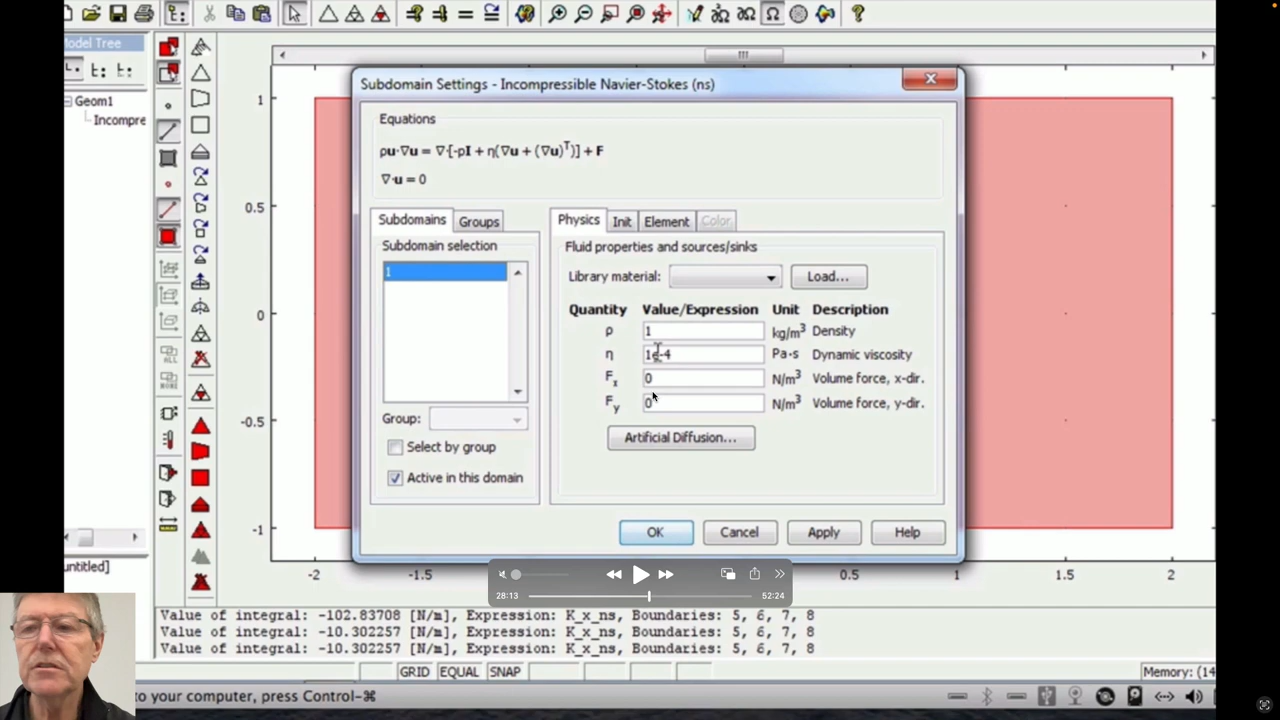 Model Tree
Geom1
Incompre
Subdomain Settings - Incompressible Navier-Stokes (ns)
Equations
ρu·∇u = ∇·[-pI + η(∇u + (∇u)ᵀ)] + F
∇·u = 0
Subdomains Groups
Subdomain selection
1
Group:
Select by group
Active in this domain
Physics Init Element Color
Fluid properties and sources/sinks
Library material: Load...
Quantity Value/Expression Unit Description
ρ 1 kg/m³ Density
η 1e-4 Pa·s Dynamic viscosity
Fx 0 N/m³ Volume force, x-dir.
Fy 0 N/m³ Volume force, y-dir.
Artificial Diffusion...
OK Cancel Apply Help
1
0.5
0
-0.5
-1
-2 -1.5 0.5 1 1.5 2
ALL
NONE
untitled]
28:13 52:24
Value of integral: -102.83708 [N/m], Expression: K_x_ns, Boundaries: 5, 6, 7, 8
Value of integral: -10.302257 [N/m], Expression: K_x_ns, Boundaries: 5, 6, 7, 8
Value of integral: -10.302257 [N/m], Expression: K_x_ns, Boundaries: 5, 6, 7, 8
GRID EQUAL SNAP Memory: (14
to your computer, press Control-⌘